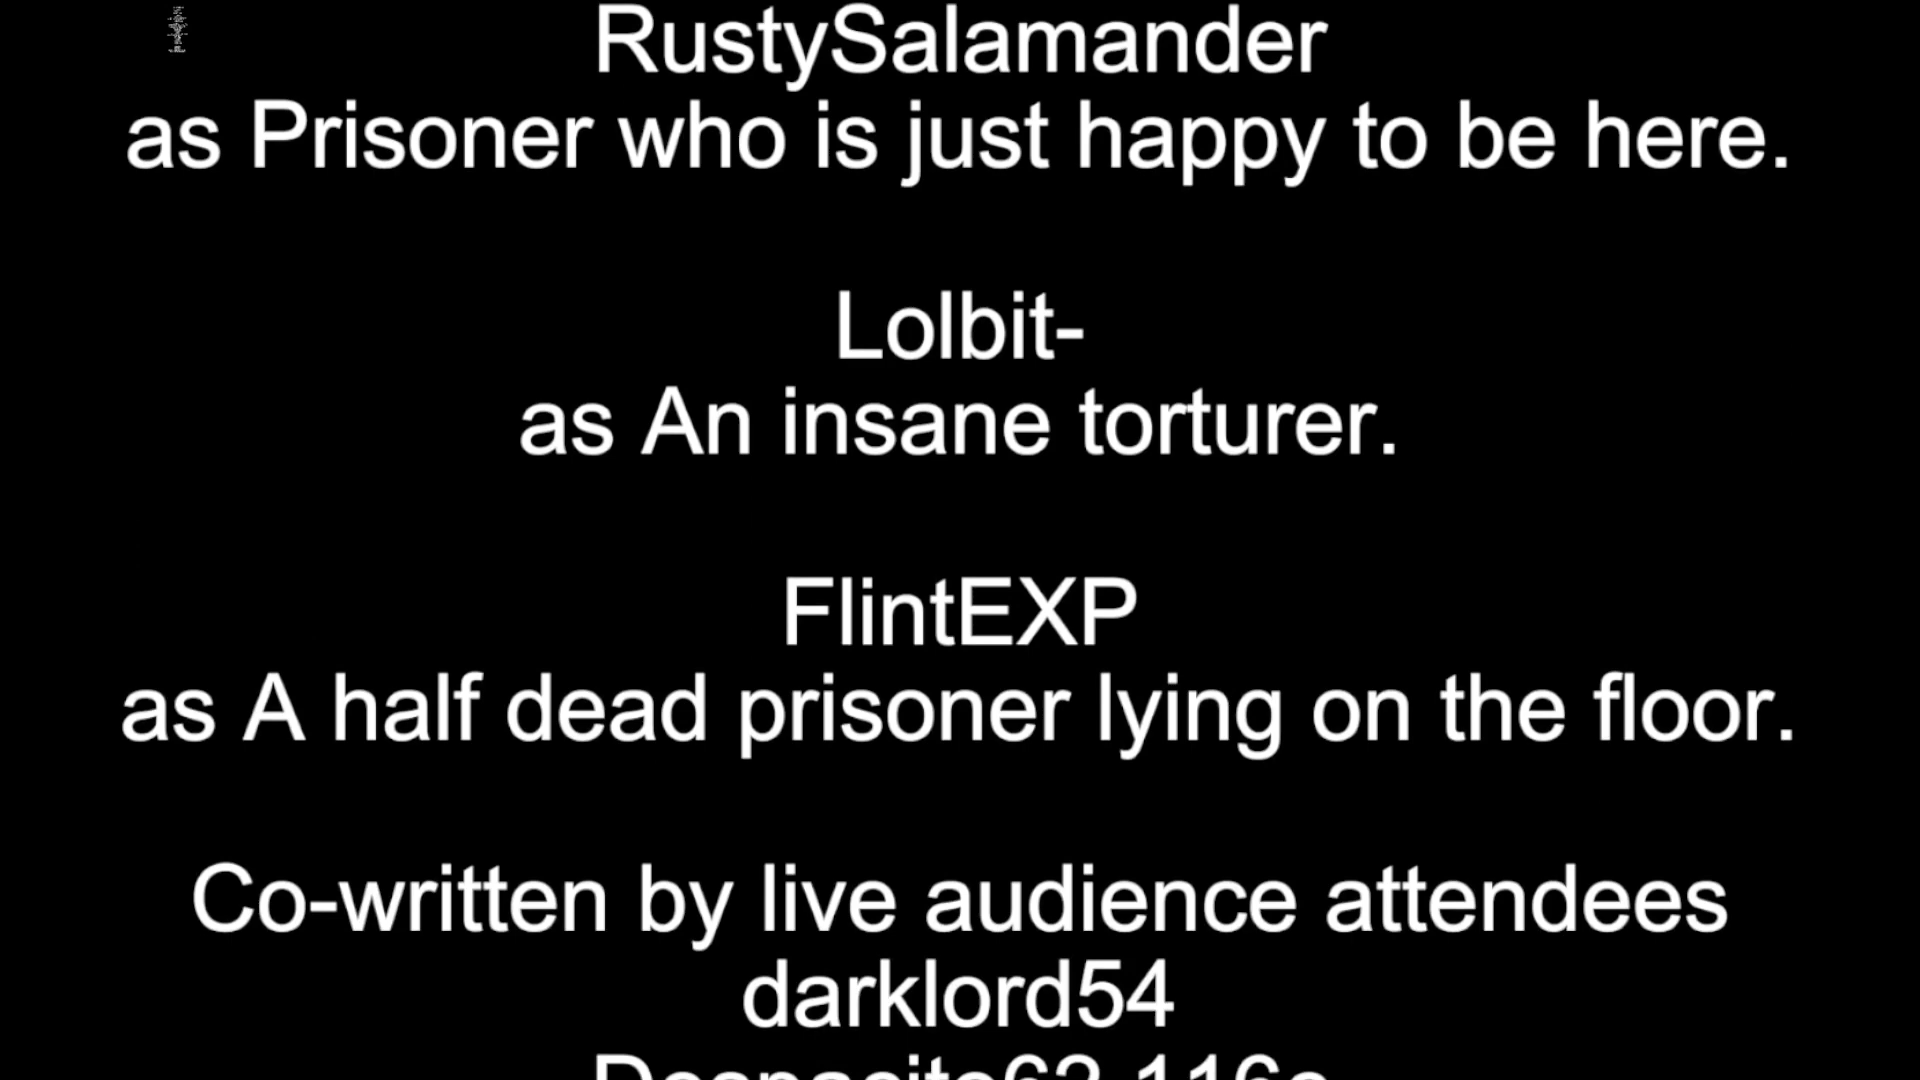 RustySalamander
as Prisoner who is just happy to be here.
Lolbit-
as An insane torturer.
FlintEXP
as A half dead prisoner lying on the floor.
Co-written by live audience attendees
darklord54